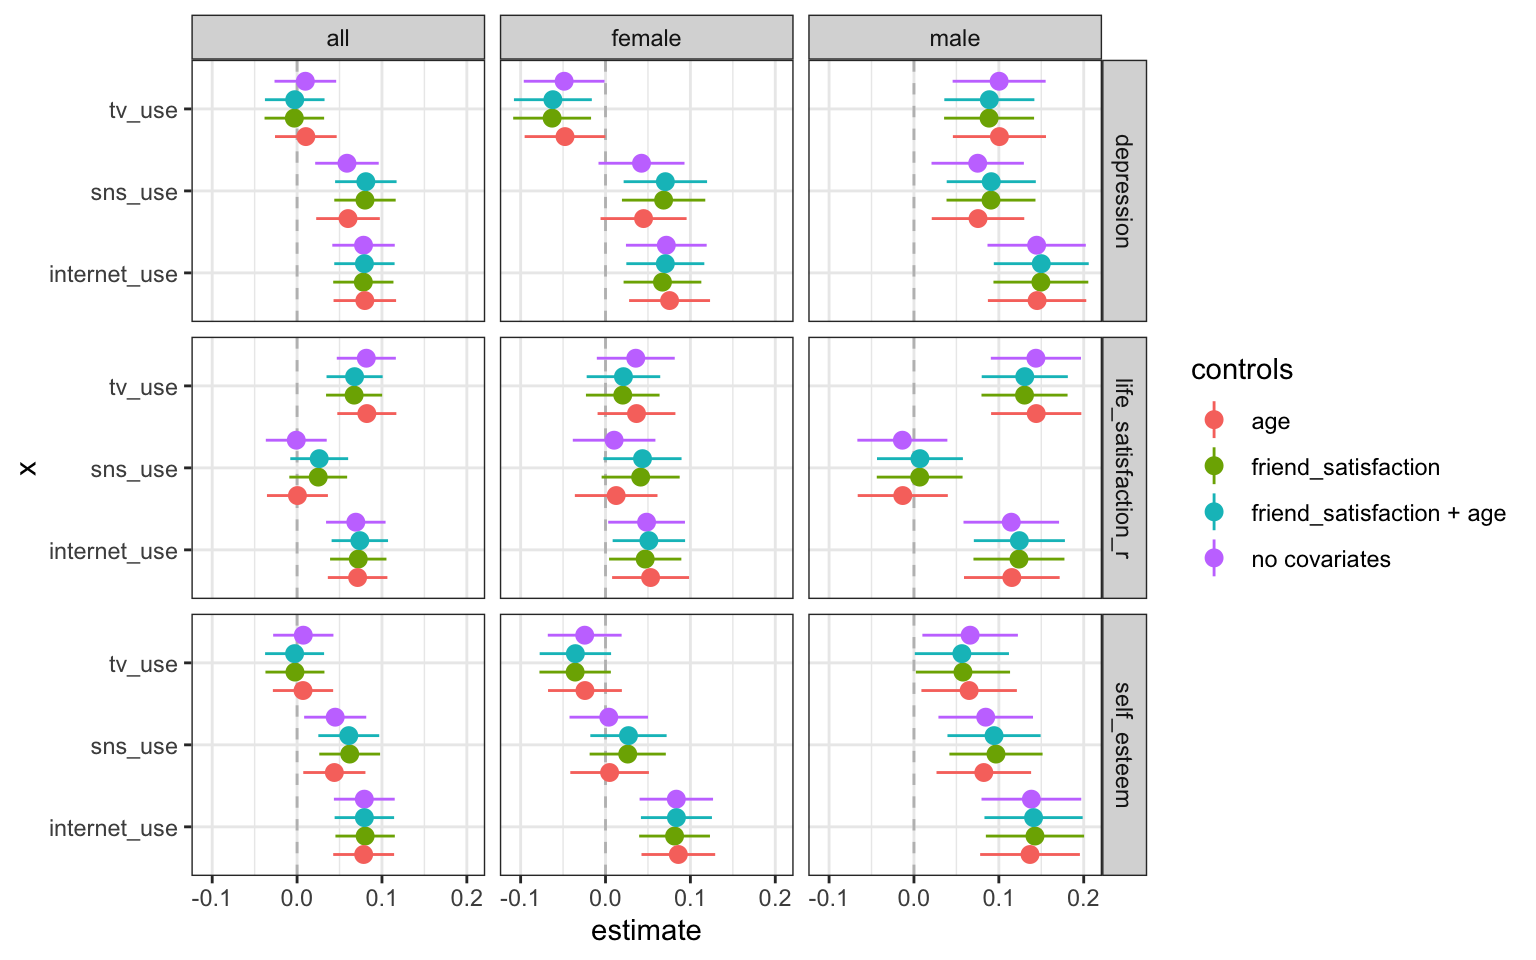 all female male
tv_use
sns_use
internet_use
depression
tv_use
sns_use
internet_use
life_satisfaction_r
tv_use
sns_use
internet_use
self_esteem
x
-0.1 0.0 0.1 0.2 -0.1 0.0 0.1 0.2 -0.1 0.0 0.1 0.2
estimate
controls
age
friend_satisfaction
friend_satisfaction + age
no covariates